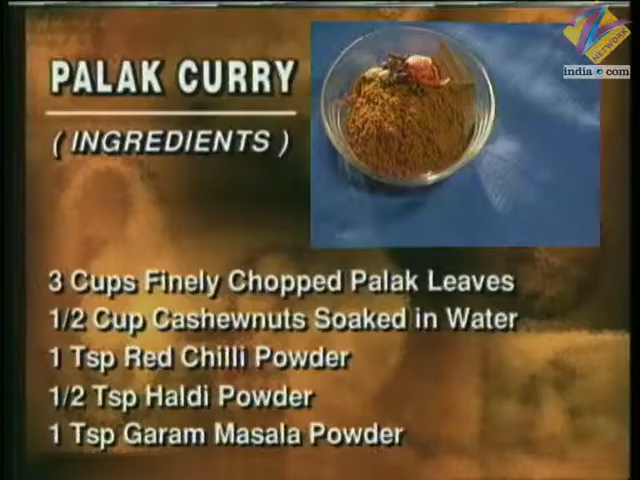 PALAK CURRY
( INGREDIENTS )
Z
NETWORK
india.com
3 Cups Finely Chopped Palak Leaves
1/2 Cup Cashewnuts Soaked in Water
1 Tsp Red Chilli Powder
1/2 Tsp Haldi Powder
1 Tsp Garam Masala Powder